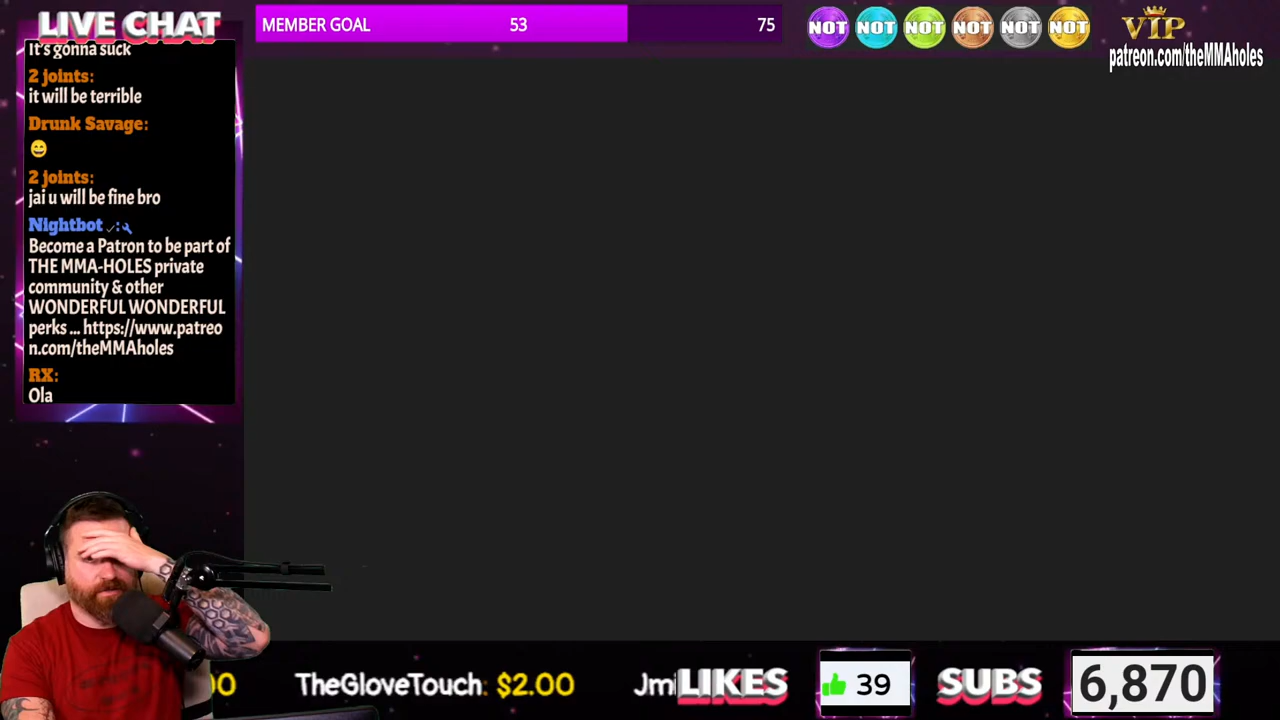 LIVE CHAT
It's gonna suck
2 joints:
it will be terrible
Drunk Savage:
2 joints:
jai u will be fine bro
Nightbot
Become a Patron to be part of
THE MMA-HOLES private
community & other
WONDERFUL WONDERFUL
perks ... https://www.patreo
n.com/theMMAholes
RX:
Ola
MEMBER GOAL 53 75
NOT NOT NOT NOT NOT NOT
VIP
patreon.com/theMMAholes
TheGloveTouch: $2.00
LIKES 39 SUBS 6,870